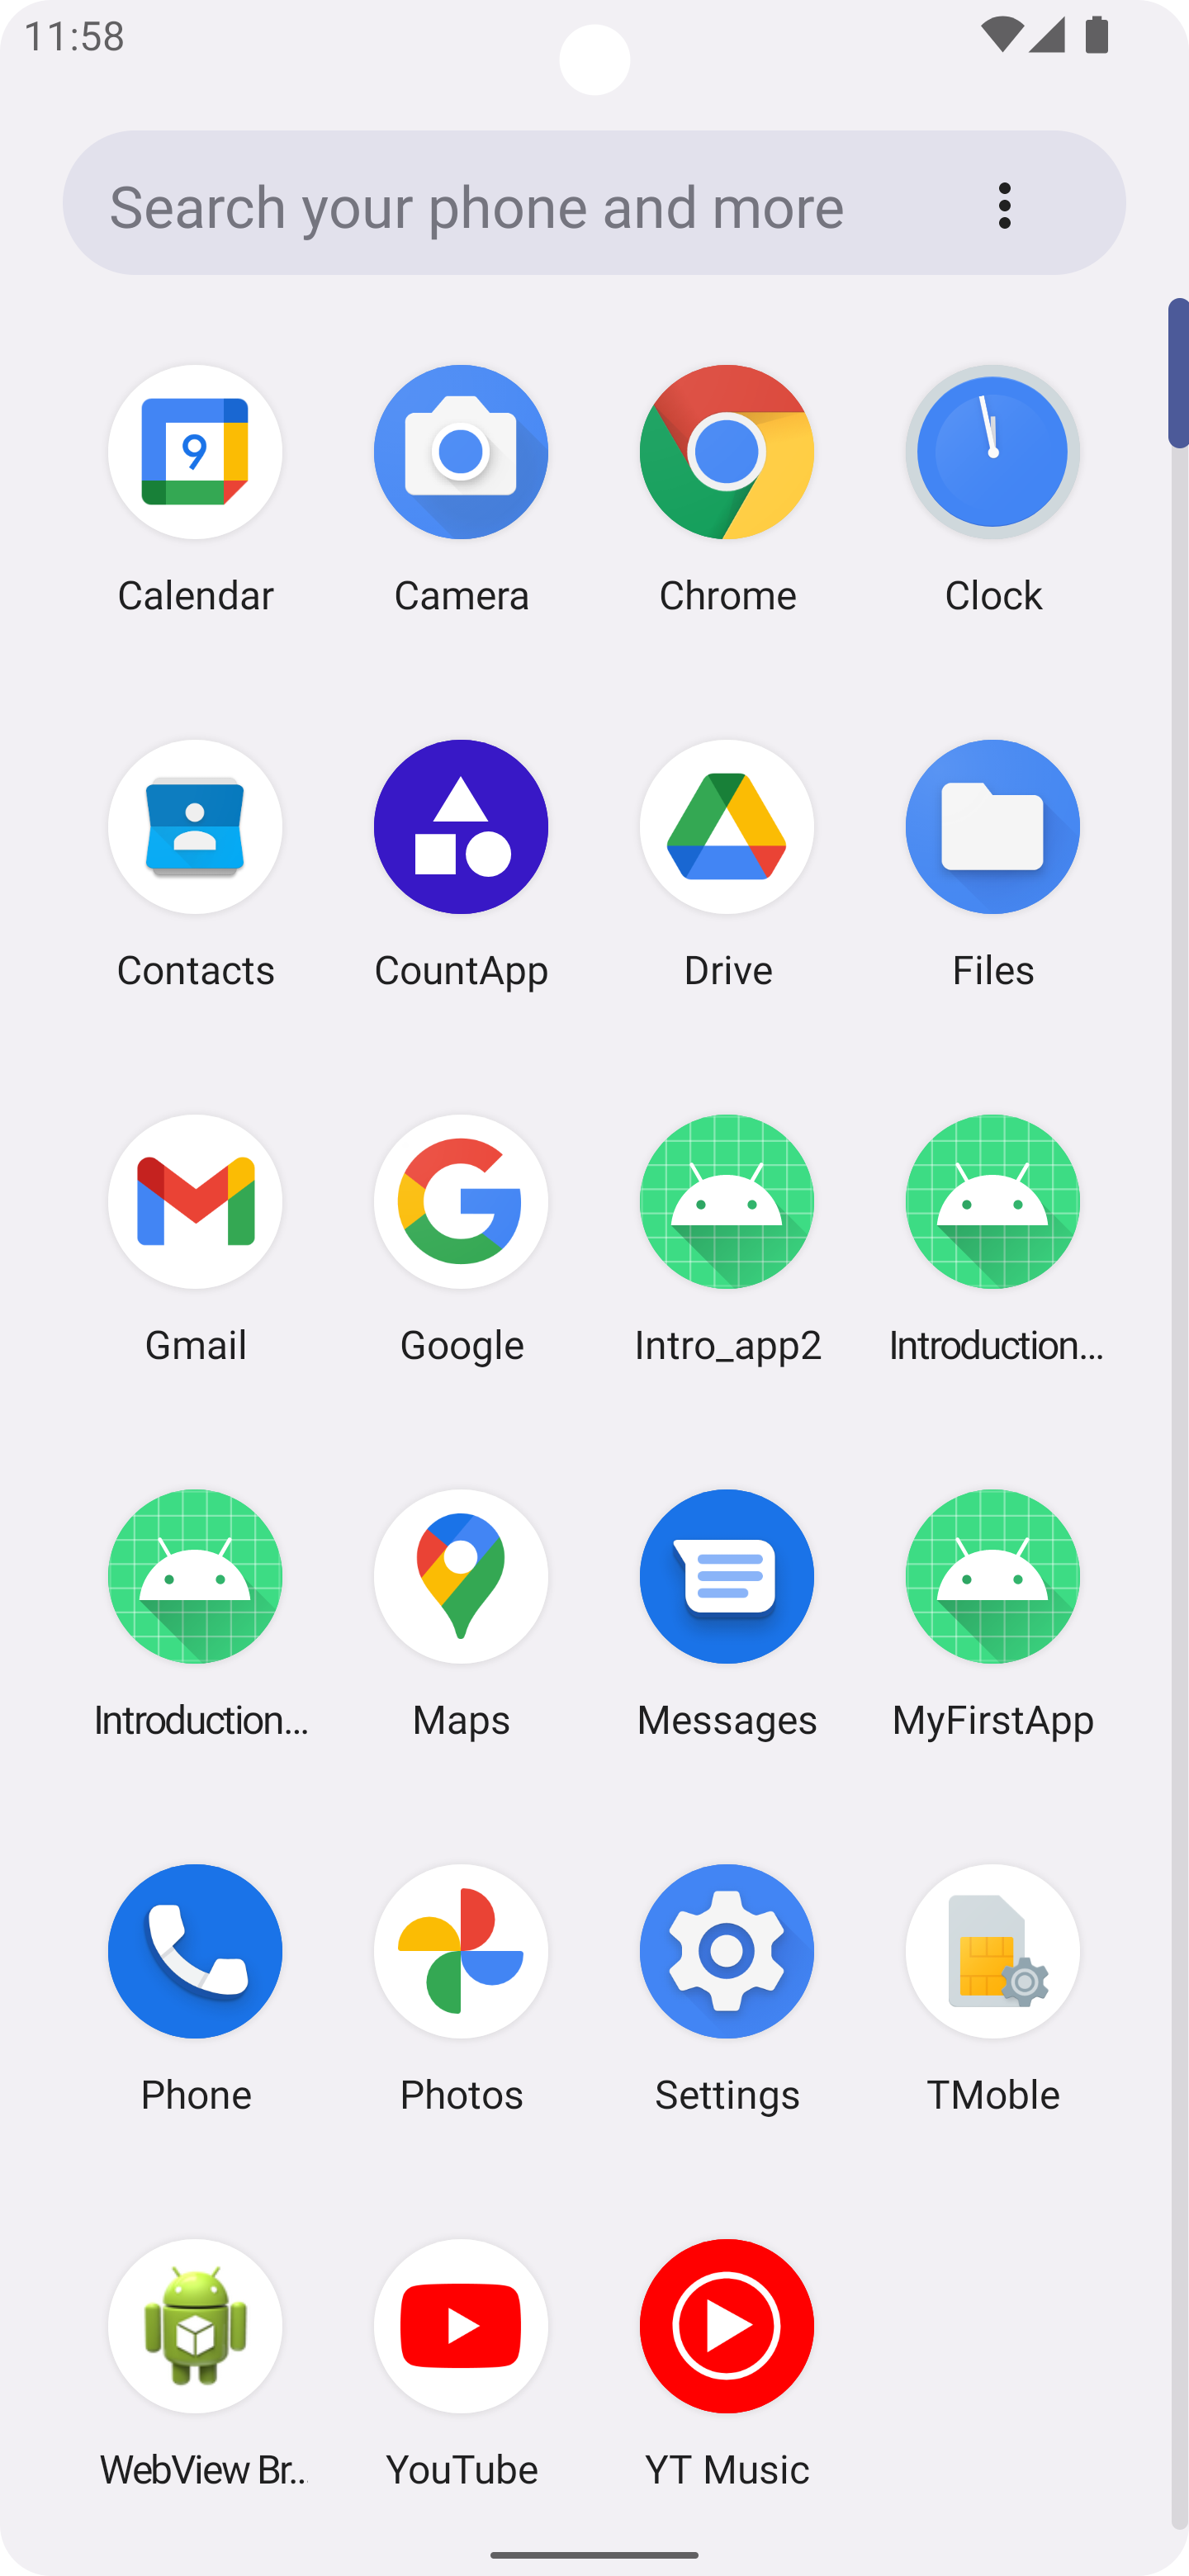 11:58
Search your phone and more
9
Calendar Camera Chrome Clock
Contacts CountApp Drive Files
Gmail Google Intro_app2 Introduction...
Introduction... Maps Messages MyFirstApp
Phone Photos Settings TMoble
WebView Br.. YouTube YT Music